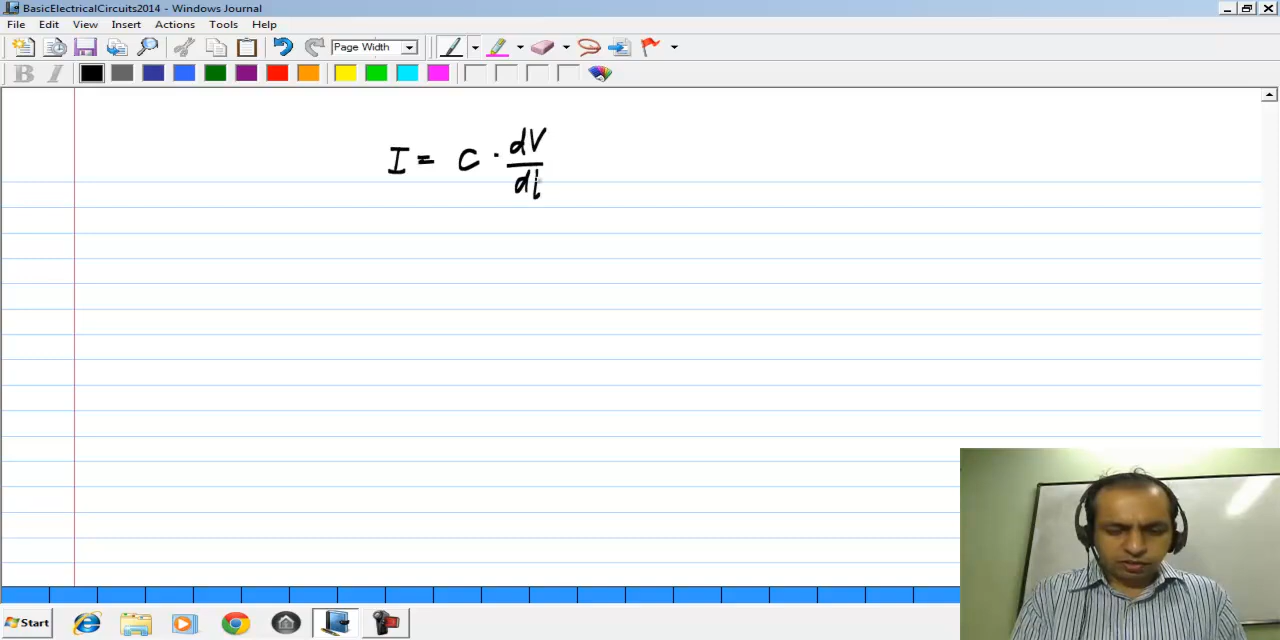 BasicElectricalCircuits2014 - Windows Journal
File Edit View Insert Actions Tools Help
Page Width
B I
I = C · dV
dt
Start